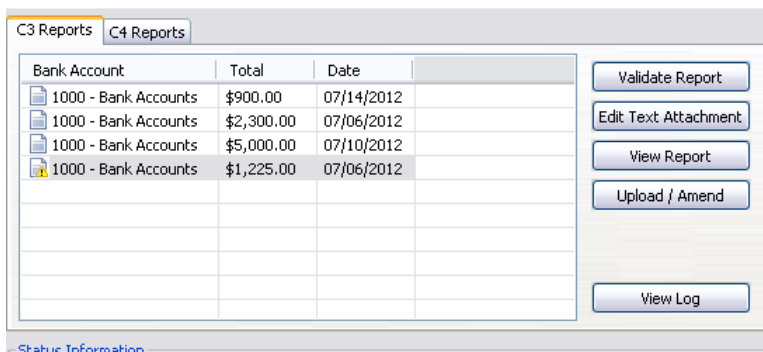 C3 Reports C4 Reports
Bank Account Total Date
1000 - Bank Accounts $900.00 07/14/2012
1000 - Bank Accounts $2,300.00 07/06/2012
1000 - Bank Accounts $5,000.00 07/10/2012
1000 - Bank Accounts $1,225.00 07/06/2012
Validate Report
Edit Text Attachment
View Report
Upload / Amend
View Log
Status Information